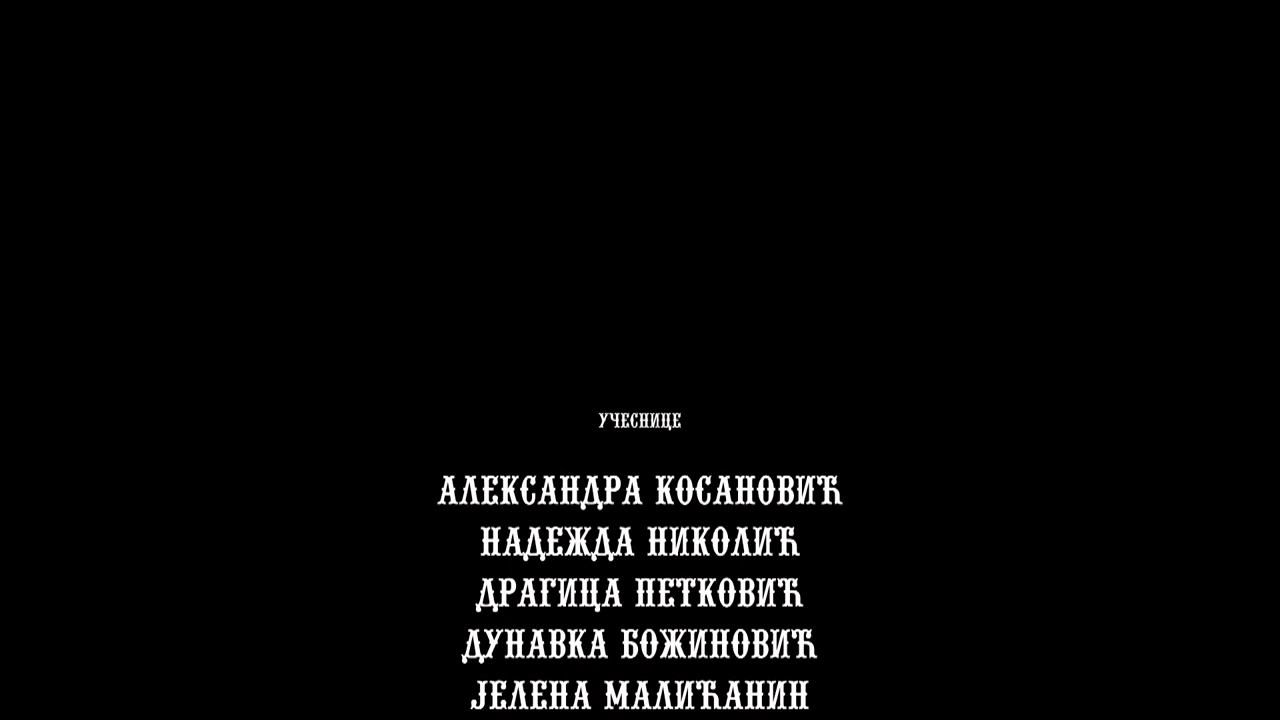 УЧЕСНИЦЕ
АЛЕКСАНДРА КОСАНОВИЋ
НАДЕЖДА НИКОЛИЋ
ДРАГИЦА ПЕТКОВИЋ
ДУНАВКА БОЖИНОВИЋ
ЈЕЛЕНА МАЛИЋАНИН